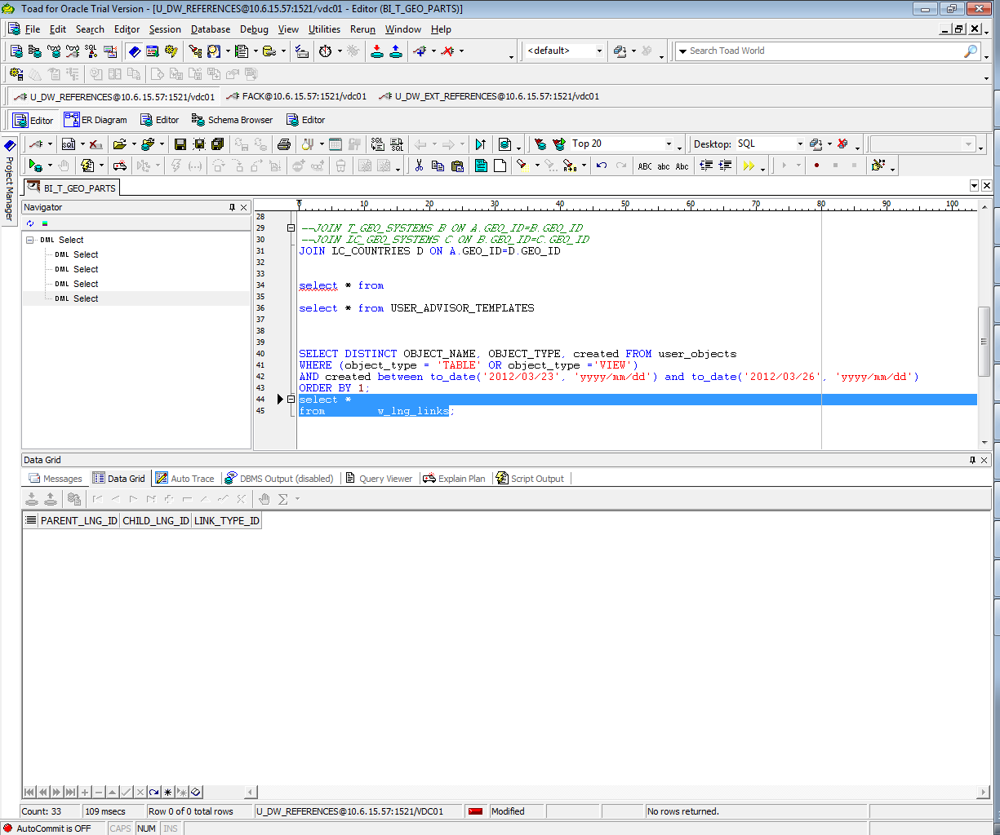 Toad for Oracle Trial Version - [U_DW_REFERENCES@10.6.15.57:1521/vdc01 - Editor (BI_T_GEO_PARTS)]
File Edit Search Editor Session Database Debug View Utilities Rerun Window Help
SQL <default> Search Toad World
U_DW_REFERENCES@10.6.15.57:1521/vdc01 FACK@10.6.15.57:1521/vdc01 U_DW_EXT_REFERENCES@10.6.15.57:1521/vdc01
Editor ER Diagram Editor Schema Browser Editor
SQL SQL SQL Top 20 Desktop: SQL
ABC abc Abc
Project Manager
BI_T_GEO_PARTS
Navigator
0 10 20 30 40 50 60 70 80 90 100
DML Select
DML Select
DML Select
DML Select
DML Select
28
29 --JOIN T_GEO_SYSTEMS B ON A.GEO_ID=B.GEO_ID
30 --JOIN LC_GEO_SYSTEMS C ON B.GEO_ID=C.GEO_ID
31 JOIN LC_COUNTRIES D ON A.GEO_ID=D.GEO_ID
32
33
34 select * from
35
36 select * from USER_ADVISOR_TEMPLATES
37
38
39
40 SELECT DISTINCT OBJECT_NAME, OBJECT_TYPE, created FROM user_objects
41 WHERE (object_type = 'TABLE' OR object_type ='VIEW')
42 AND created between to_date('2012/03/23', 'yyyy/mm/dd') and to_date('2012/03/26', 'yyyy/mm/dd')
43 ORDER BY 1;
44 select *
45 from w_lng_links;
Data Grid
Messages Data Grid Auto Trace DBMS Output (disabled) Query Viewer Explain Plan Script Output
PARENT_LNG_ID CHILD_LNG_ID LINK_TYPE_ID
Count: 33 109 msecs Row 0 of 0 total rows U_DW_REFERENCES@10.6.15.57:1521/VDC01 Modified No rows returned.
AutoCommit is OFF CAPS NUM INS